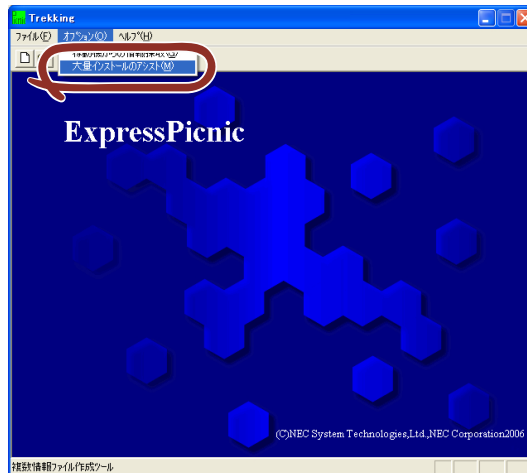 Trekking
ファイル(F) オプション(O) ヘルプ(H)
大量インストールのアシスト(M)
ExpressPicnic
(C)NEC System Technologies,Ltd.,NEC Corporation2006
複数情報ファイル作成ツール